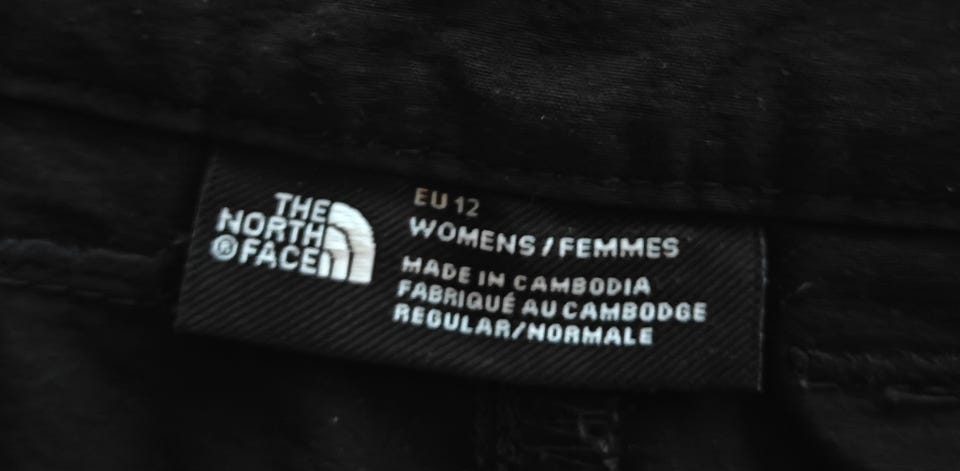 THE
NORTH
®FACE
EU 12
WOMENS / FEMMES
MADE IN CAMBODIA
FABRIQUÉ AU CAMBODGE
REGULAR/NORMALE